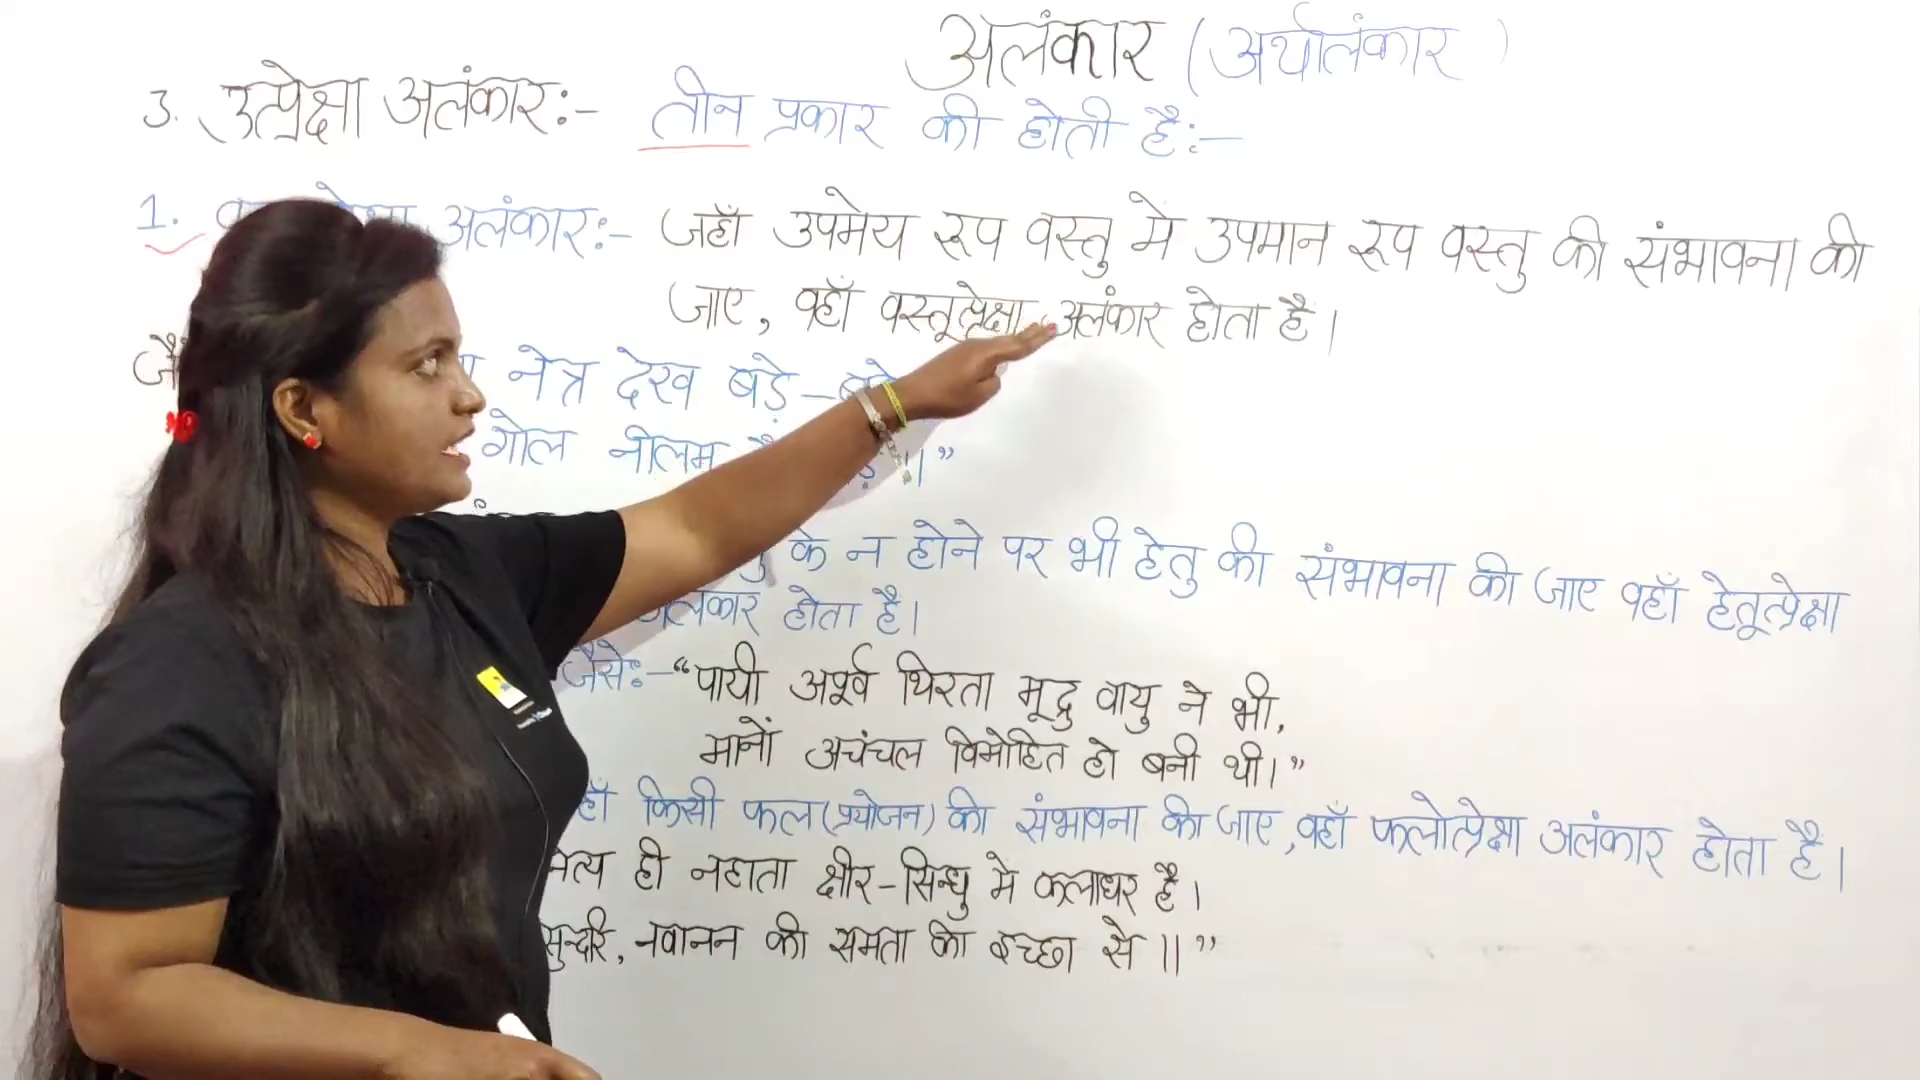 अलंकार (अर्थालंकार)
3. उत्प्रेक्षा अलंकार:- तीन प्रकार की होती है:-
1. अलंकार:- जहाँ उपमेय रूप वस्तु मे उपमान रूप वस्तु की संभावना की
जाए, वहाँ वस्तूत्प्रेक्षा अलंकार होता है।
नेत्र देख बड़े-
गोल नीलम ॥”
के न होने पर भी हेतु की संभावना की जाए वहाँ हेतूत्प्रेक्षा
अलंकार होता है।
जैसे:- “पायी अपूर्व थिरता मृदु वायु ने भी,
मानों अचंचल विमोहित हो बनी थी।”
किसी फल (प्रयोजन) की संभावना की जाए, वहाँ फलोत्प्रेक्षा अलंकार होता है।
ही नहाता क्षीर-सिन्धु मे कलाधर है।
सुन्दरि, नवानन की समता की इच्छा से॥”